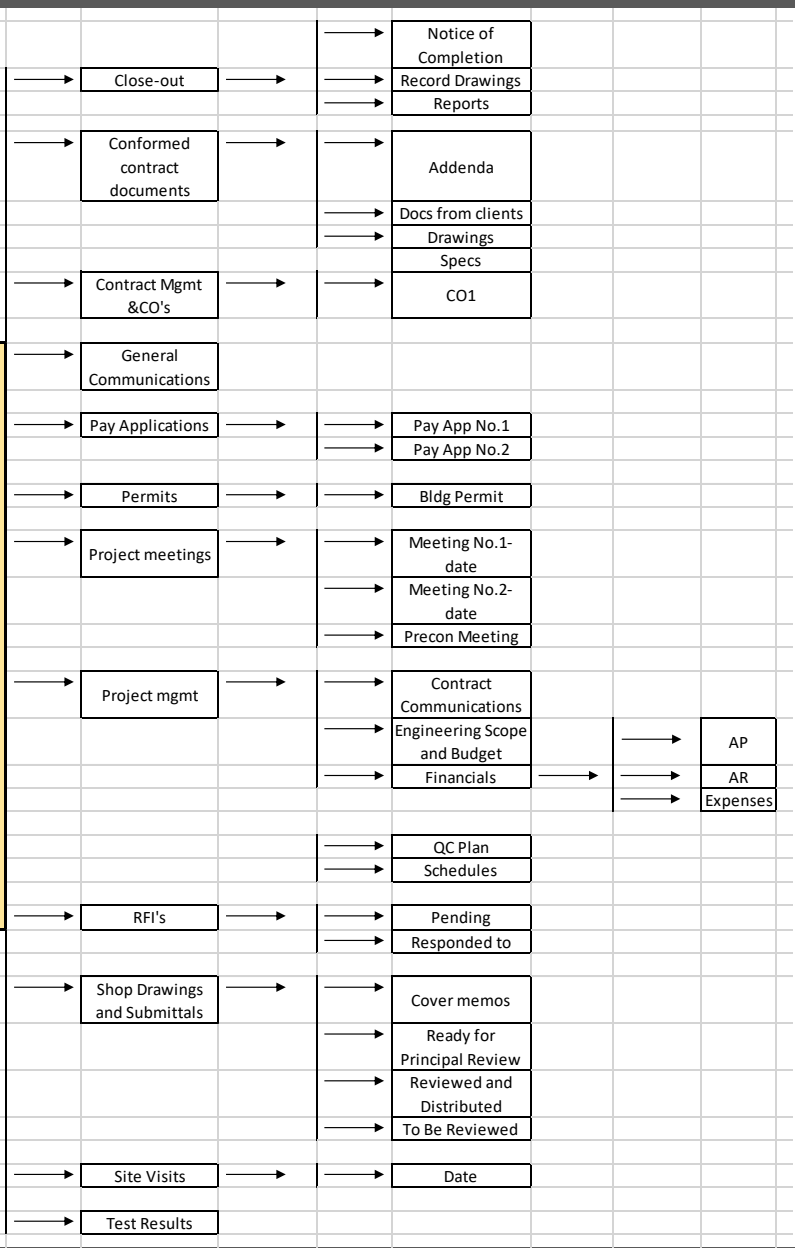 Notice of
Completion
Close-out
Record Drawings
Reports
Conformed
contract
documents
Addenda
Docs from clients
Drawings
Specs
Contract Mgmt
&CO's
CO1
General
Communications
Pay Applications
Pay App No.1
Pay App No.2
Permits
Bldg Permit
Project meetings
Meeting No.1-
date
Meeting No.2-
date
Precon Meeting
Project mgmt
Contract
Communications
Engineering Scope
and Budget
AP
Financials
AR
Expenses
QC Plan
Schedules
RFI's
Pending
Responded to
Shop Drawings
and Submittals
Cover memos
Ready for
Principal Review
Reviewed and
Distributed
To Be Reviewed
Site Visits
Date
Test Results